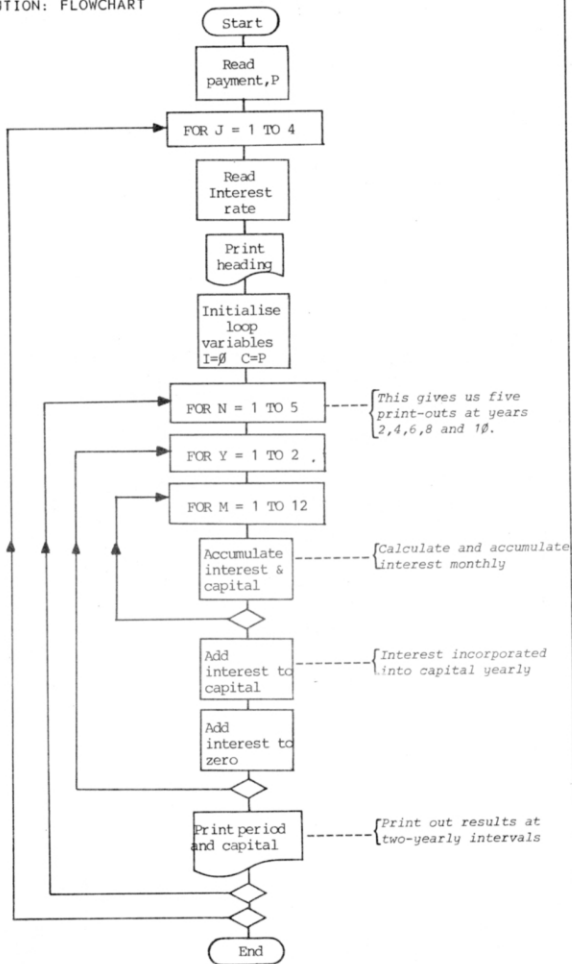 UTION: FLOWCHART
Start
Read
payment,P
FOR J = 1 TO 4
Read
Interest
rate
Print
heading
Initialise
loop
variables
I=Ø C=P
FOR N = 1 TO 5
This gives us five
print-outs at years
2,4,6,8 and 1Ø.
FOR Y = 1 TO 2 .
FOR M = 1 TO 12
Accumulate
interest &
capital
Calculate and accumulate
interest monthly
Add
interest to
capital
Interest incorporated
into capital yearly
Add
interest to
zero
Print period
and capital
Print out results at
two-yearly intervals
End